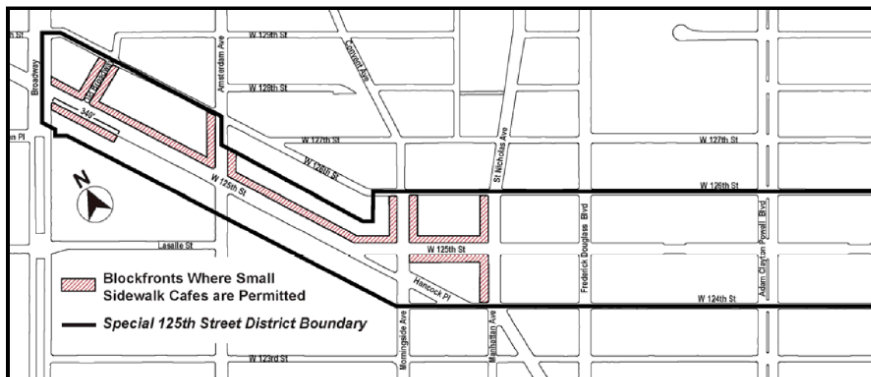 W 129th St
Convent Ave
Amsterdam Ave
Broadway
W 128th St
340'
W 127th St
W 127th St
St Nicholas Ave
W 126th St
W 125th St
W 126th St
N
Frederick Douglass Blvd
Adam Clayton Powell Blvd
Lasalle St
W 125th St
Hancock Pl
Blockfronts Where Small
Sidewalk Cafes are Permitted
W 124th St
Special 125th Street District Boundary
Morningside Ave
Manhattan Ave
W 123rd St